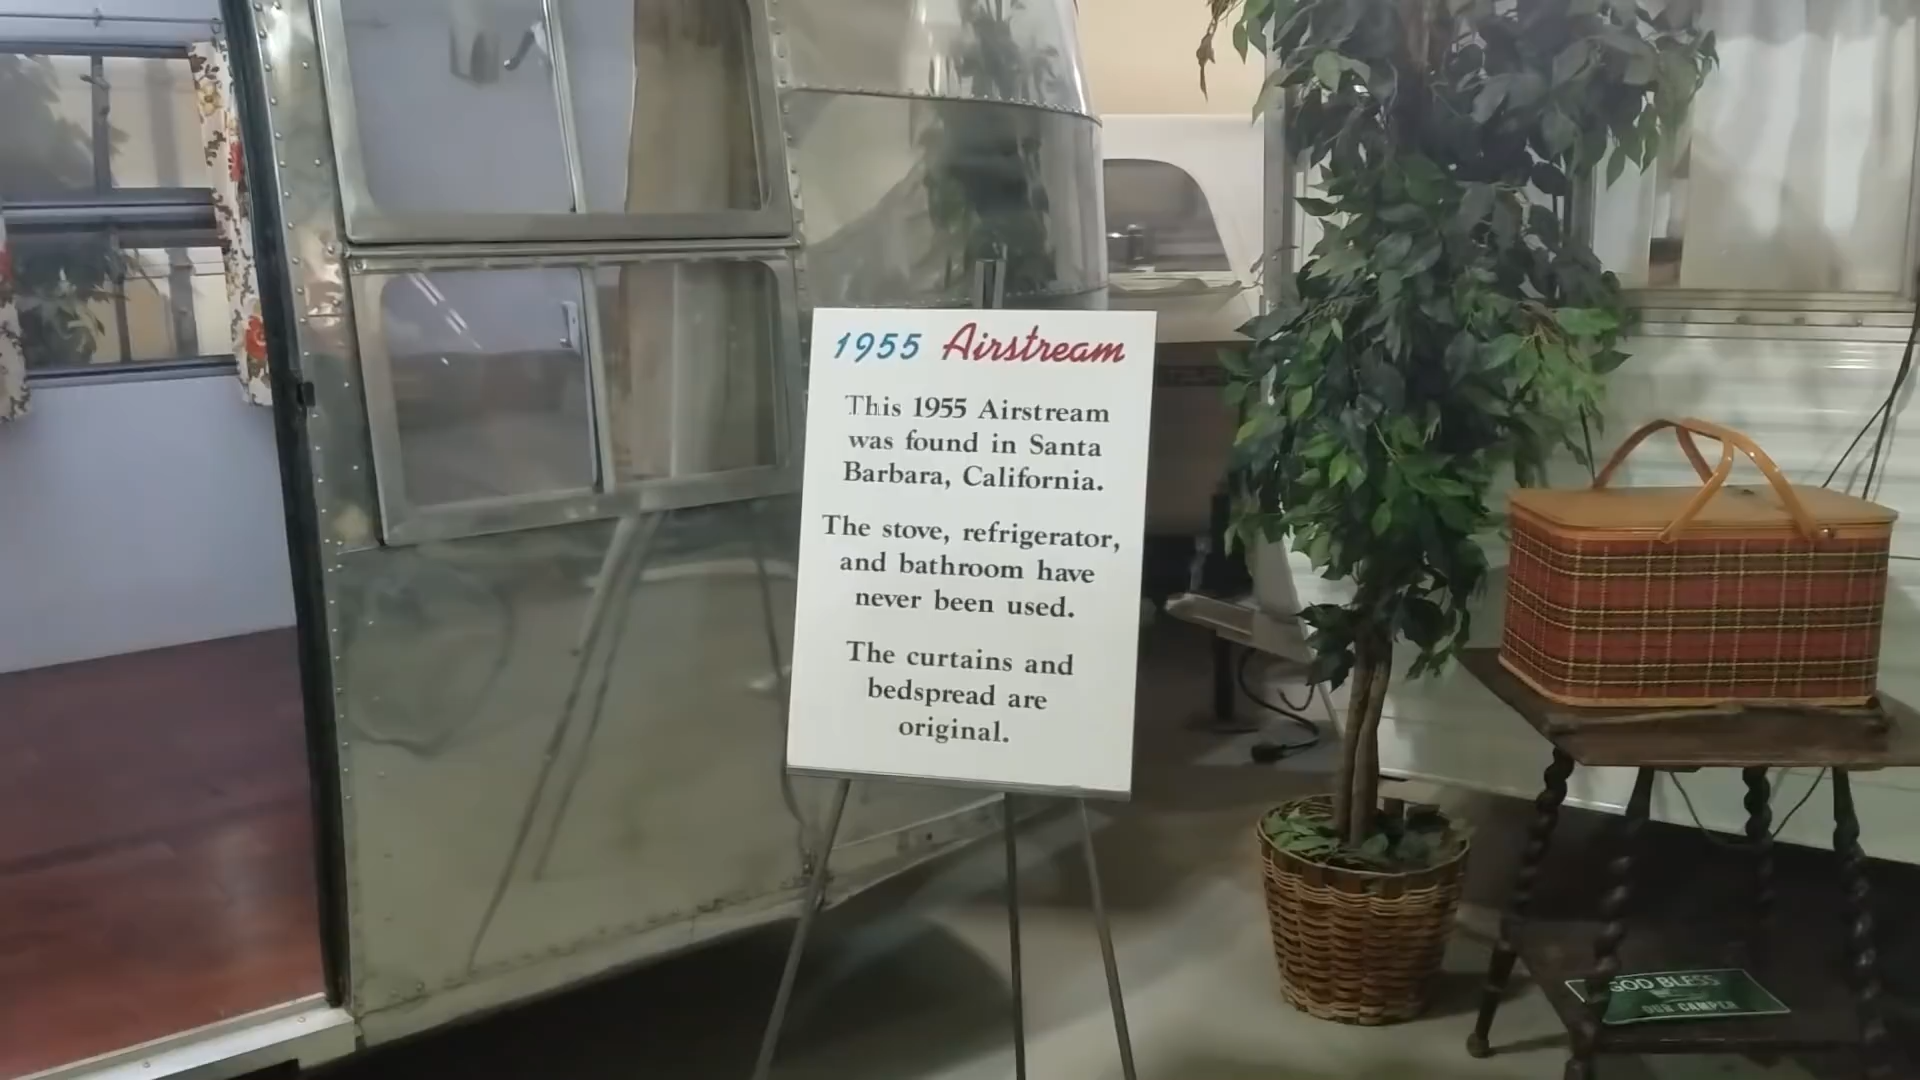 1955 Airstream
This 1955 Airstream
was found in Santa
Barbara, California.
The stove, refrigerator,
and bathroom have
never been used.
The curtains and
bedspread are
original.
GOD BLESS
OUR CAMPER